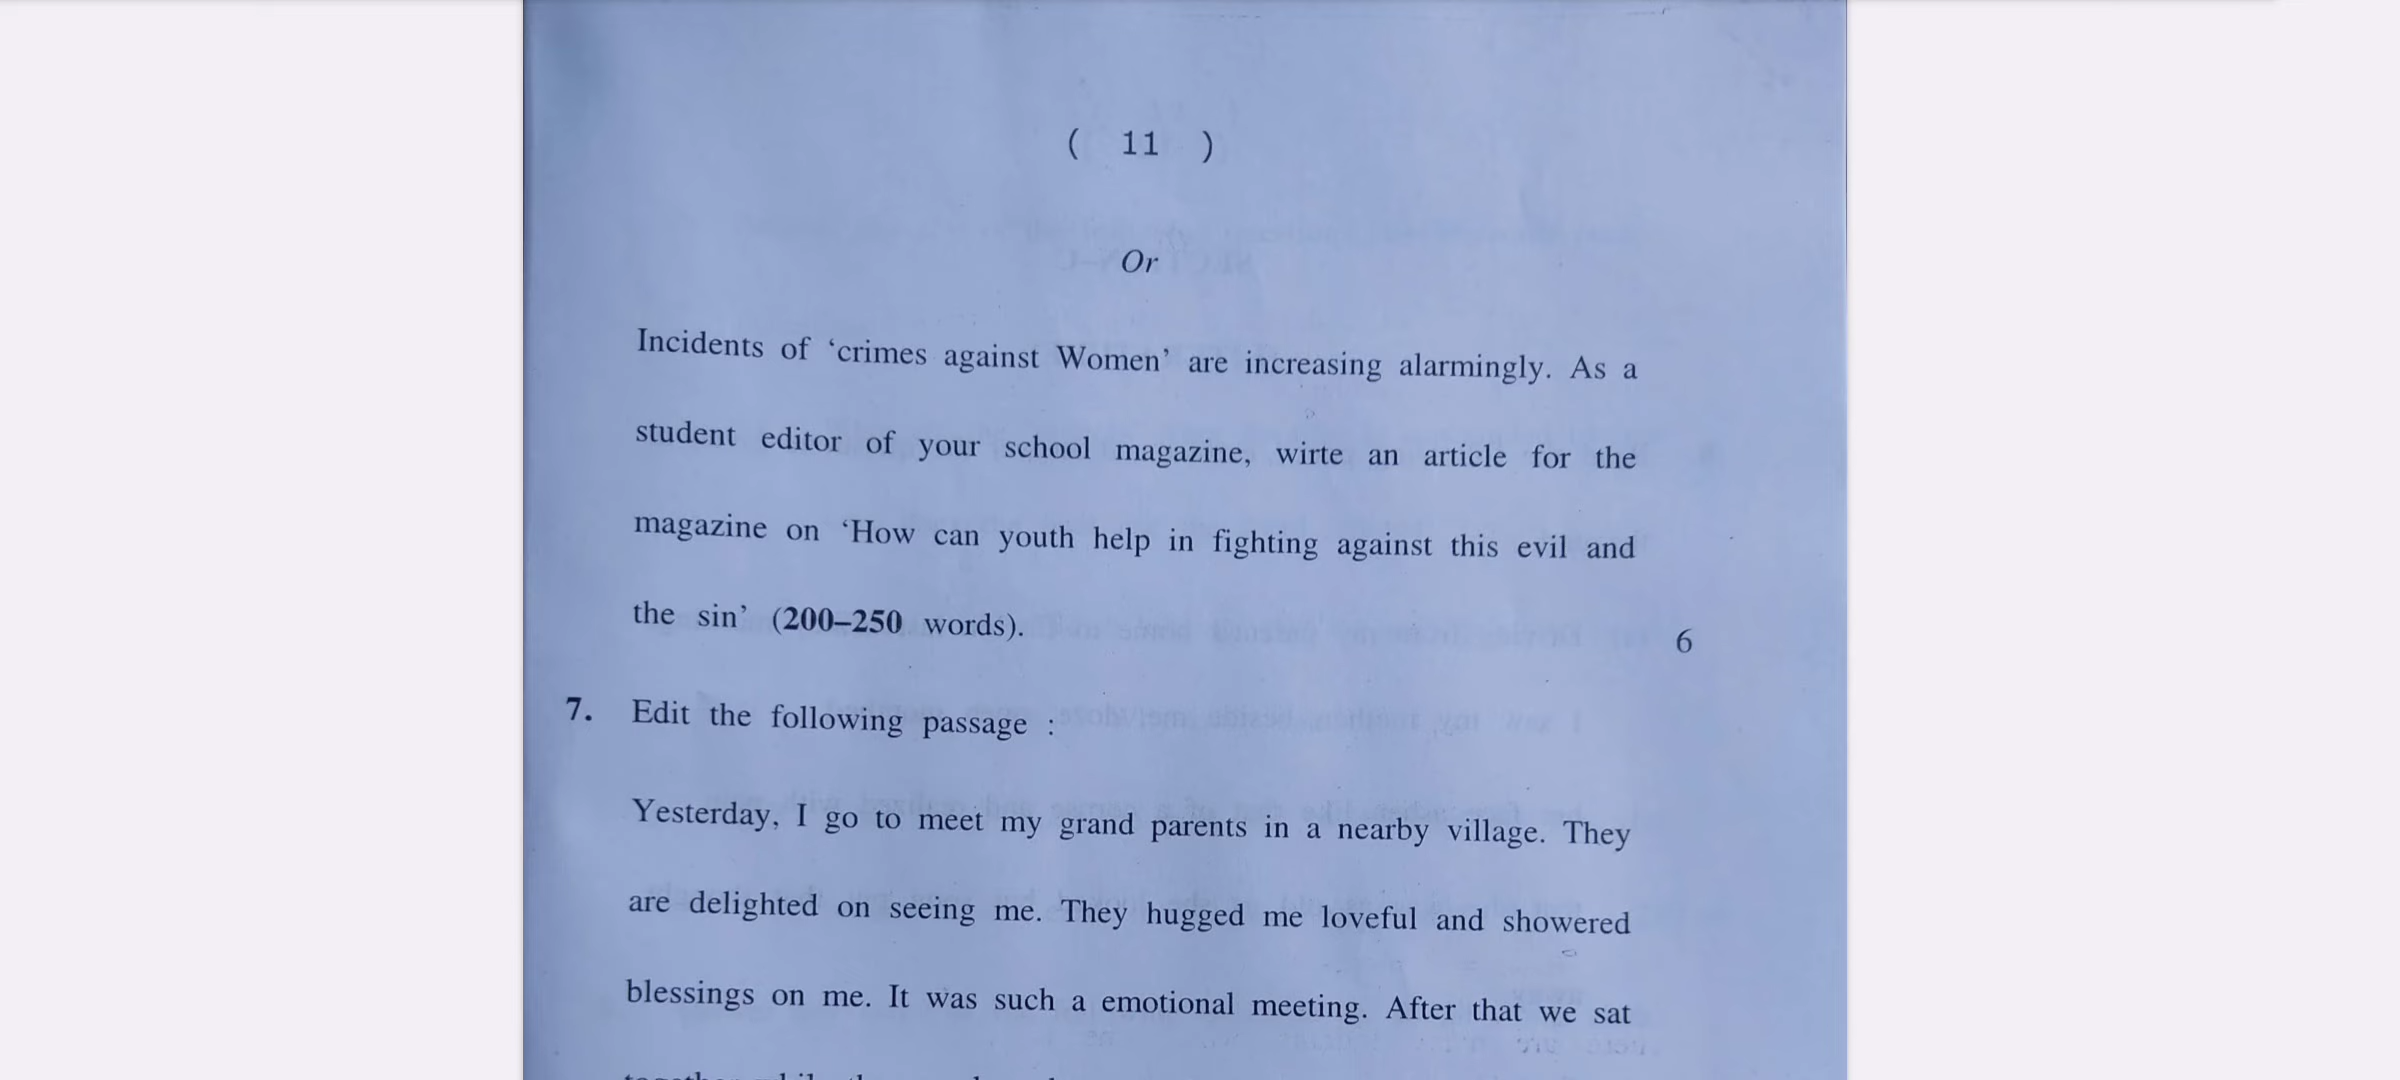 ( 11 )
Or
Incidents of ‘crimes against Women’ are increasing alarmingly. As a
student editor of your school magazine, wirte an article for the
magazine on ‘How can youth help in fighting against this evil and
the sin’ (200–250 words).
6
7. Edit the following passage :
Yesterday, I go to meet my grand parents in a nearby village. They
are delighted on seeing me. They hugged me loveful and showered
blessings on me. It was such a emotional meeting. After that we sat